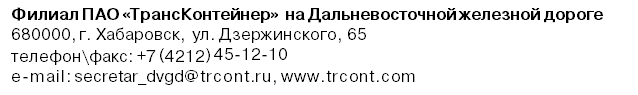 Филиал ПАО «ТрансКонтейнер» на Дальневосточной железной дороге
680000, г. Хабаровск, ул. Дзержинского, 65
телефон\факс: +7 (4212) 45-12-10
e-mail: secretar_dvgd@trcont.ru, www.trcont.com